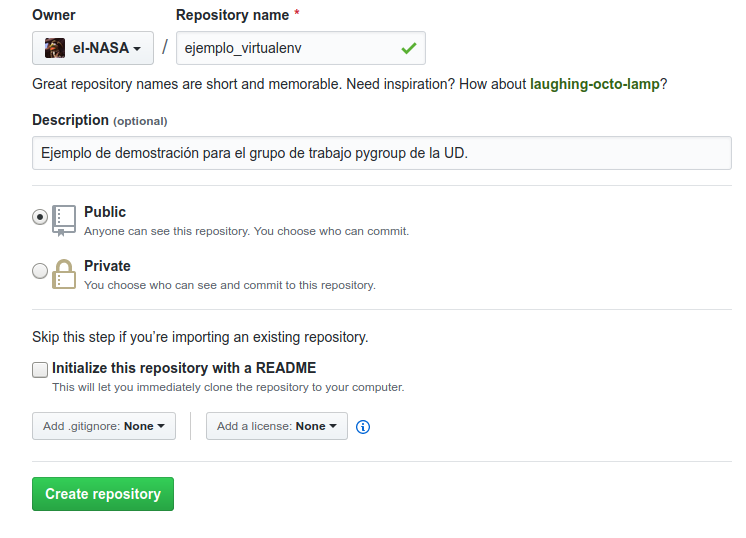 Owner Repository name *
el-NASA / ejemplo_virtualenv
Great repository names are short and memorable. Need inspiration? How about laughing-octo-lamp?
Description (optional)
Ejemplo de demostración para el grupo de trabajo pygroup de la UD.
Public
Anyone can see this repository. You choose who can commit.
Private
You choose who can see and commit to this repository.
Skip this step if you’re importing an existing repository.
Initialize this repository with a README
This will let you immediately clone the repository to your computer.
Add .gitignore: None Add a license: None
Create repository